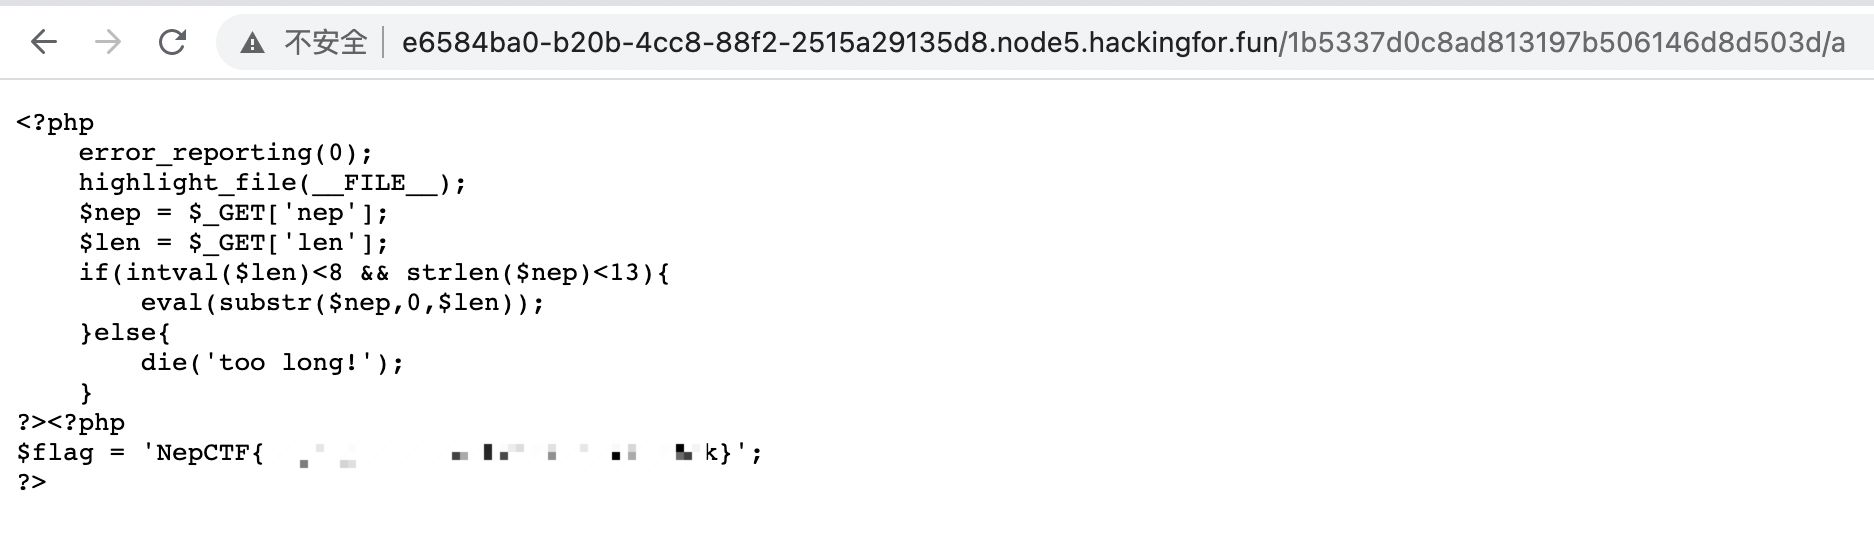 不安全 e6584ba0-b20b-4cc8-88f2-2515a29135d8.node5.hackingfor.fun/1b5337d0c8ad813197b506146d8d503d/a
<?php
    error_reporting(0);
    highlight_file(__FILE__);
    $nep = $_GET['nep'];
    $len = $_GET['len'];
    if(intval($len)<8 && strlen($nep)<13){
        eval(substr($nep,0,$len));
    }else{
        die('too long!');
    }
?><?php
$flag = 'NepCTF{ k}';
?>